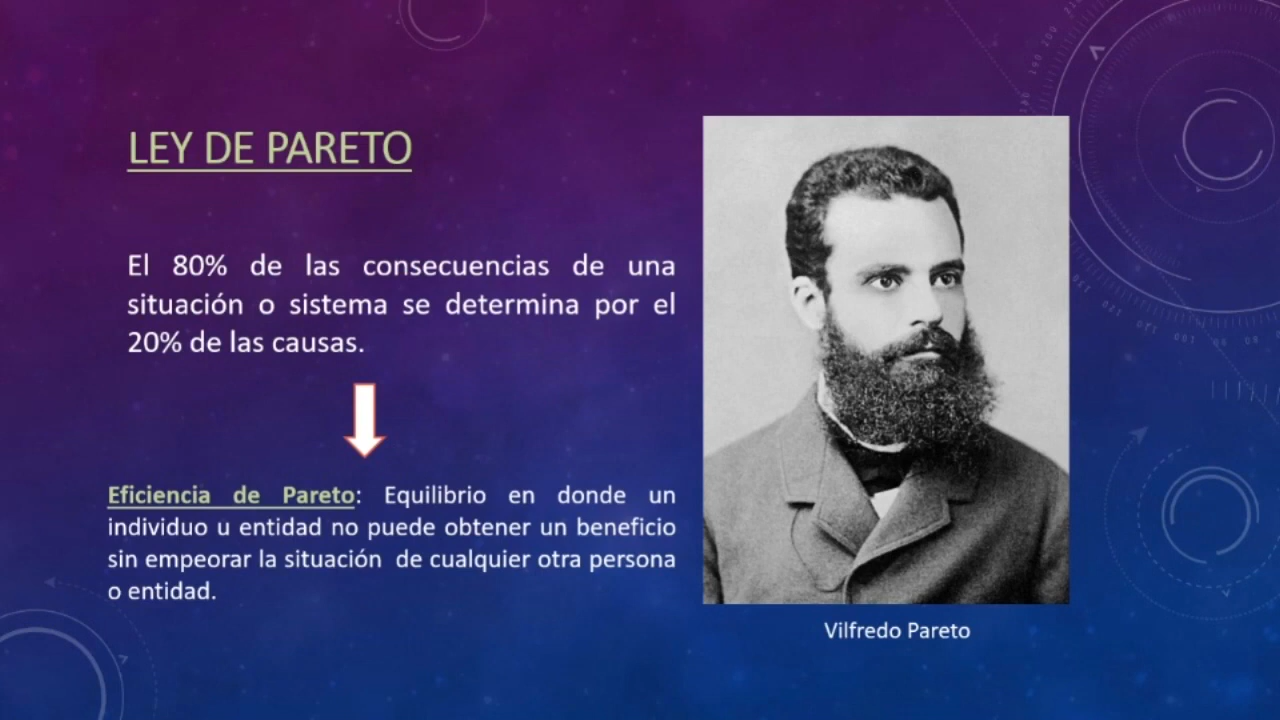 LEY DE PARETO
El 80% de las consecuencias de una
situación o sistema se determina por el
20% de las causas.
Eficiencia de Pareto: Equilibrio en donde un
individuo u entidad no puede obtener un beneficio
sin empeorar la situación de cualquier otra persona
o entidad.
Vilfredo Pareto